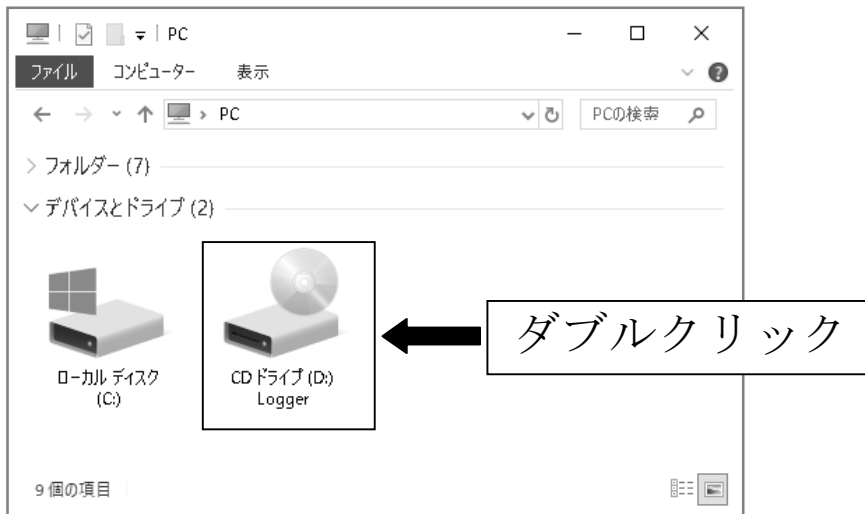 PC
ファイル コンピューター 表示
PC PCの検索
フォルダー (7)
デバイスとドライブ (2)
ダブルクリック
ローカル ディスク
(C:)
CD ドライブ (D:)
Logger
9 個の項目